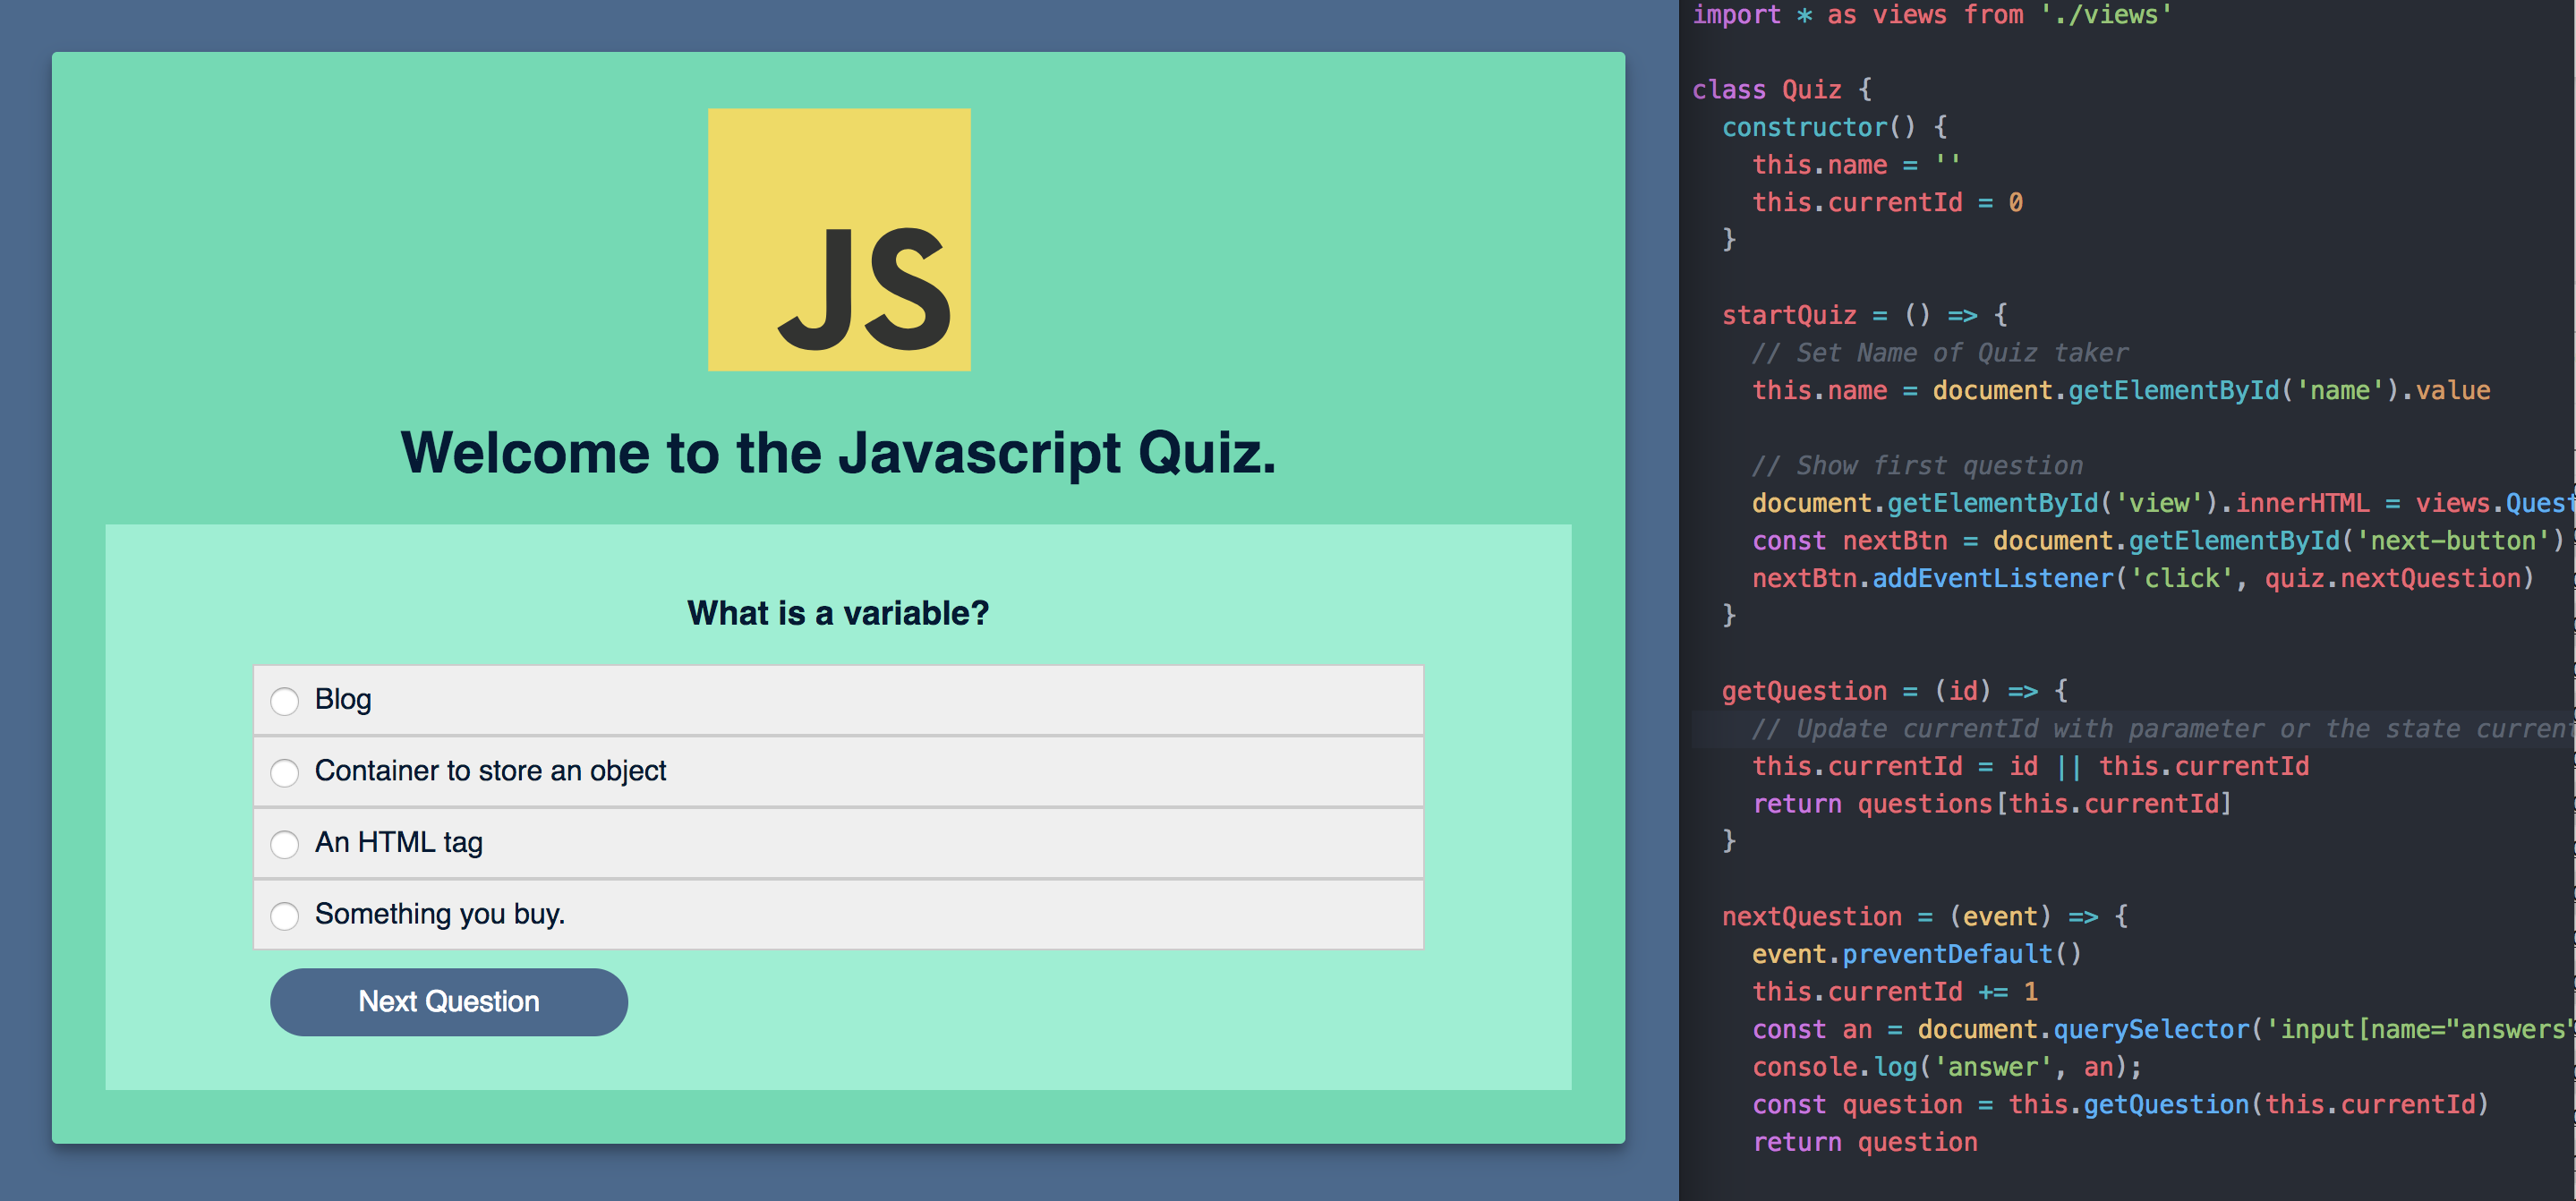 JS
Welcome to the Javascript Quiz.
What is a variable?
Blog
Container to store an object
An HTML tag
Something you buy.
Next Question
import * as views from './views'
class Quiz {
constructor() {
this.name = ''
this.currentId = 0
}
startQuiz = () => {
// Set Name of Quiz taker
this.name = document.getElementById('name').value
// Show first question
document.getElementById('view').innerHTML = views.Quest
const nextBtn = document.getElementById('next-button')
nextBtn.addEventListener('click', quiz.nextQuestion)
}
getQuestion = (id) => {
// Update currentId with parameter or the state current
this.currentId = id || this.currentId
return questions[this.currentId]
}
nextQuestion = (event) => {
event.preventDefault()
this.currentId += 1
const an = document.querySelector('input[name="answers"
console.log('answer', an);
const question = this.getQuestion(this.currentId)
return question